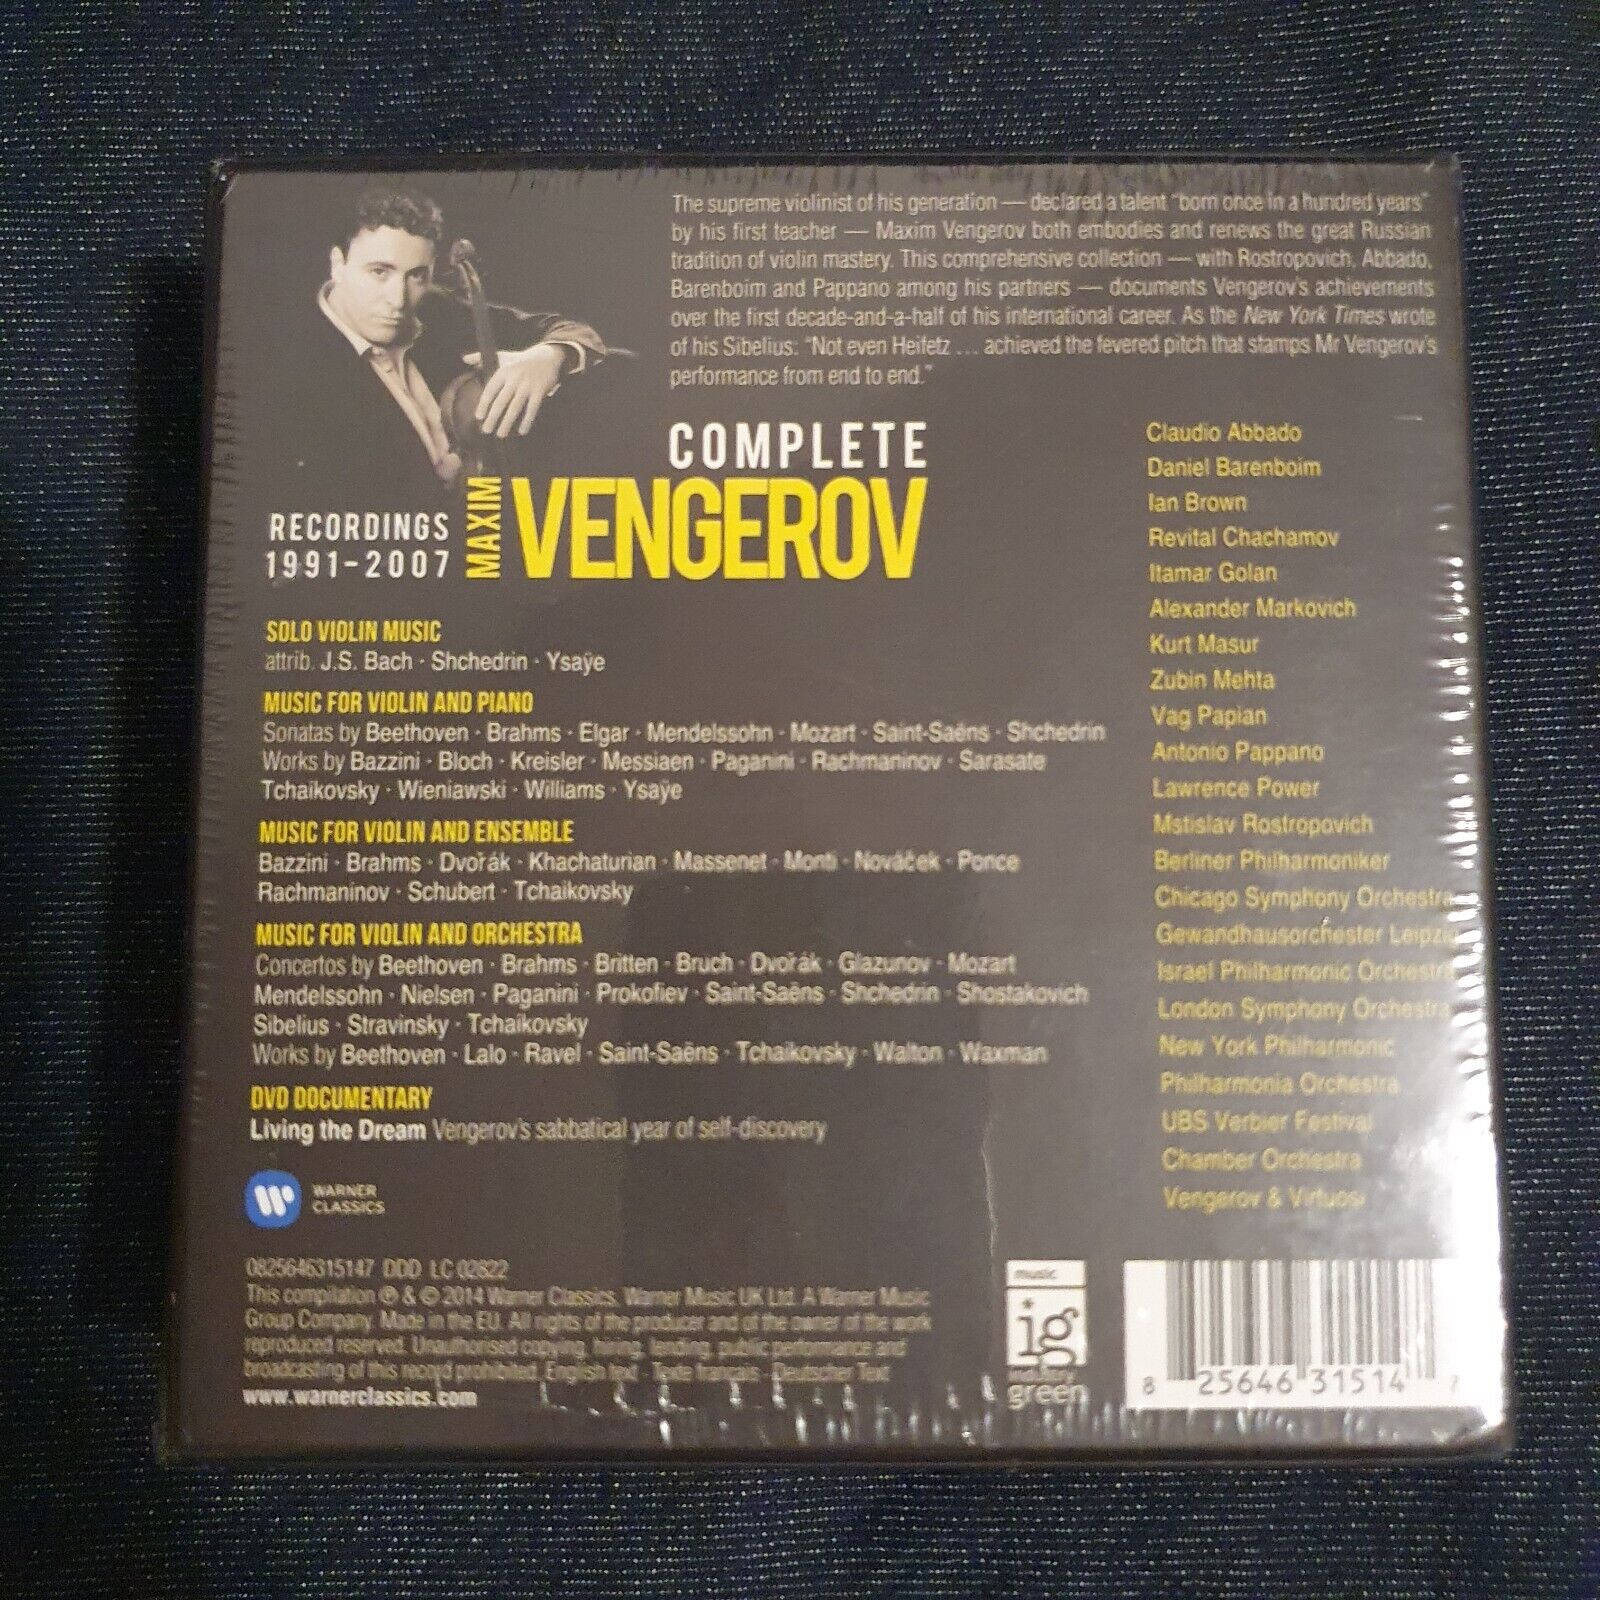 The supreme violinist of his generation — declared a talent "born once in a hundred years"
by his first teacher — Maxim Vengerov both embodies and renews the great Russian
tradition of violin mastery. This comprehensive collection — with Rostropovich, Abbado,
Barenboim and Pappano among his partners — documents Vengerov's achievements
over the first decade-and-a-half of his international career. As the New York Times wrote
of his Sibelius: "Not even Heifetz ... achieved the fevered pitch that stamps Mr Vengerov's
performance from end to end."
COMPLETE
MAXIM
VENGEROV
RECORDINGS
1991-2007
SOLO VIOLIN MUSIC
attrib. J.S. Bach · Shchedrin · Ysaÿe
MUSIC FOR VIOLIN AND PIANO
Sonatas by Beethoven · Brahms · Elgar · Mendelssohn · Mozart · Saint-Saëns · Shchedrin
Works by Bazzini · Bloch · Kreisler · Messiaen · Paganini · Rachmaninov · Sarasate
Tchaikovsky · Wieniawski · Williams · Ysaÿe
MUSIC FOR VIOLIN AND ENSEMBLE
Bazzini · Brahms · Dvořák · Khachaturian · Massenet · Monti · Nováček · Ponce
Rachmaninov · Schubert · Tchaikovsky
MUSIC FOR VIOLIN AND ORCHESTRA
Concertos by Beethoven · Brahms · Britten · Bruch · Dvořák · Glazunov · Mozart
Mendelssohn · Nielsen · Paganini · Prokofiev · Saint-Saëns · Shchedrin · Shostakovich
Sibelius · Stravinsky · Tchaikovsky
Works by Beethoven · Lalo · Ravel · Saint-Saëns · Tchaikovsky · Walton · Waxman
DVD DOCUMENTARY
Living the Dream Vengerov's sabbatical year of self-discovery
Claudio Abbado
Daniel Barenboim
Ian Brown
Revital Chachamov
Itamar Golan
Alexander Markovich
Kurt Masur
Zubin Mehta
Vag Papian
Antonio Pappano
Lawrence Power
Mstislav Rostropovich
Berliner Philharmoniker
Chicago Symphony Orchestra
Gewandhausorchester Leipzig
Israel Philharmonic Orchestra
London Symphony Orchestra
New York Philharmonic
Philharmonia Orchestra
UBS Verbier Festival
Chamber Orchestra
Vengerov & Virtuosi
WARNER
CLASSICS
0825646315147 DDD LC 02822
This compilation ℗ & © 2014 Warner Classics, Warner Music UK Ltd. A Warner Music
Group Company. Made in the EU. All rights of the producer and of the owner of the work
reproduced reserved. Unauthorised copying, hiring, lending, public performance and
broadcasting of this record prohibited. English text · Texte français · Deutscher Text
www.warnerclassics.com
music
ig
made by
green
8 25646 31514 7